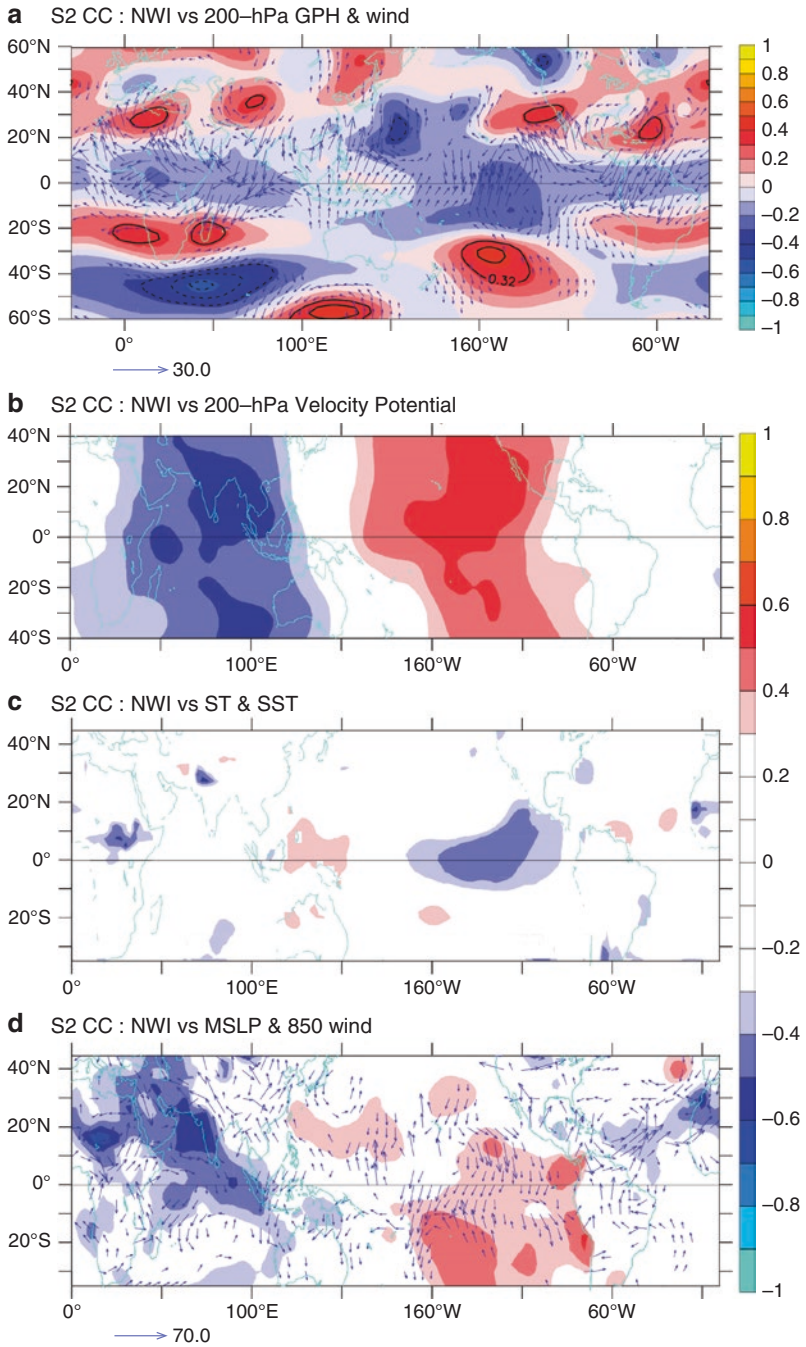 a S2 CC : NWI vs 200–hPa GPH & wind
60°N
40°N
20°N
0
20°S
40°S
60°S
0.32
0° 100°E 160°W 60°W
30.0
1
0.8
0.6
0.4
0.2
0
–0.2
–0.4
–0.6
–0.8
–1
b S2 CC : NWI vs 200–hPa Velocity Potential
40°N
20°N
0°
20°S
40°S
0° 100°E 160°W 60°W
c S2 CC : NWI vs ST & SST
40°N
20°N
0°
20°S
0° 100°E 160°W 60°W
d S2 CC : NWI vs MSLP & 850 wind
40°N
20°N
0°
20°S
0° 100°E 160°W 60°W
70.0
1
0.8
0.6
0.4
0.2
0
–0.2
–0.4
–0.6
–0.8
–1